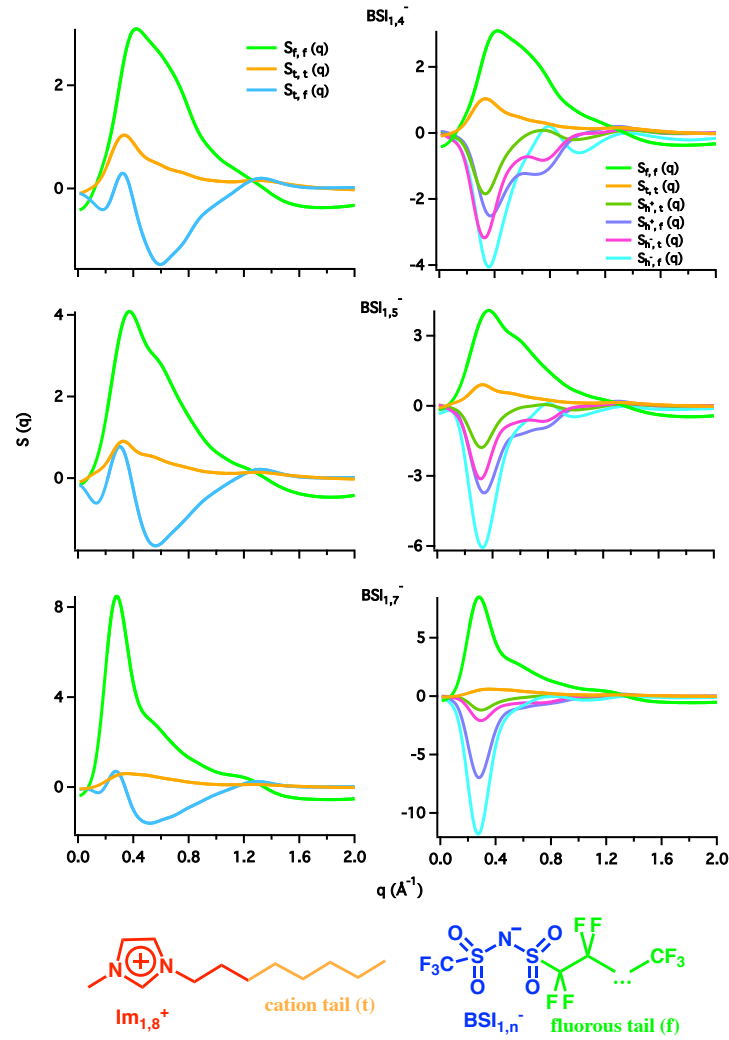 BSI1,4-
Sf, f (q)
St, t (q)
St, f (q)
2
0
2
0
-2
-4
Sf, f (q)
St, t (q)
Sh+, t (q)
Sh+, f (q)
Sh-, t (q)
Sh-, f (q)
BSI1,5-
4
2
0
3
0
-3
-6
S (q)
BSI1,7-
8
4
0
5
0
-5
-10
0.0 0.4 0.8 1.2 1.6 2.0
0.0 0.4 0.8 1.2 1.6 2.0
q (Å-1)
N + N
Im1,8+
cation tail (t)
O N- O F F
F3C S S CF3
O O ...
F F
BSI1,n-
fluorous tail (f)